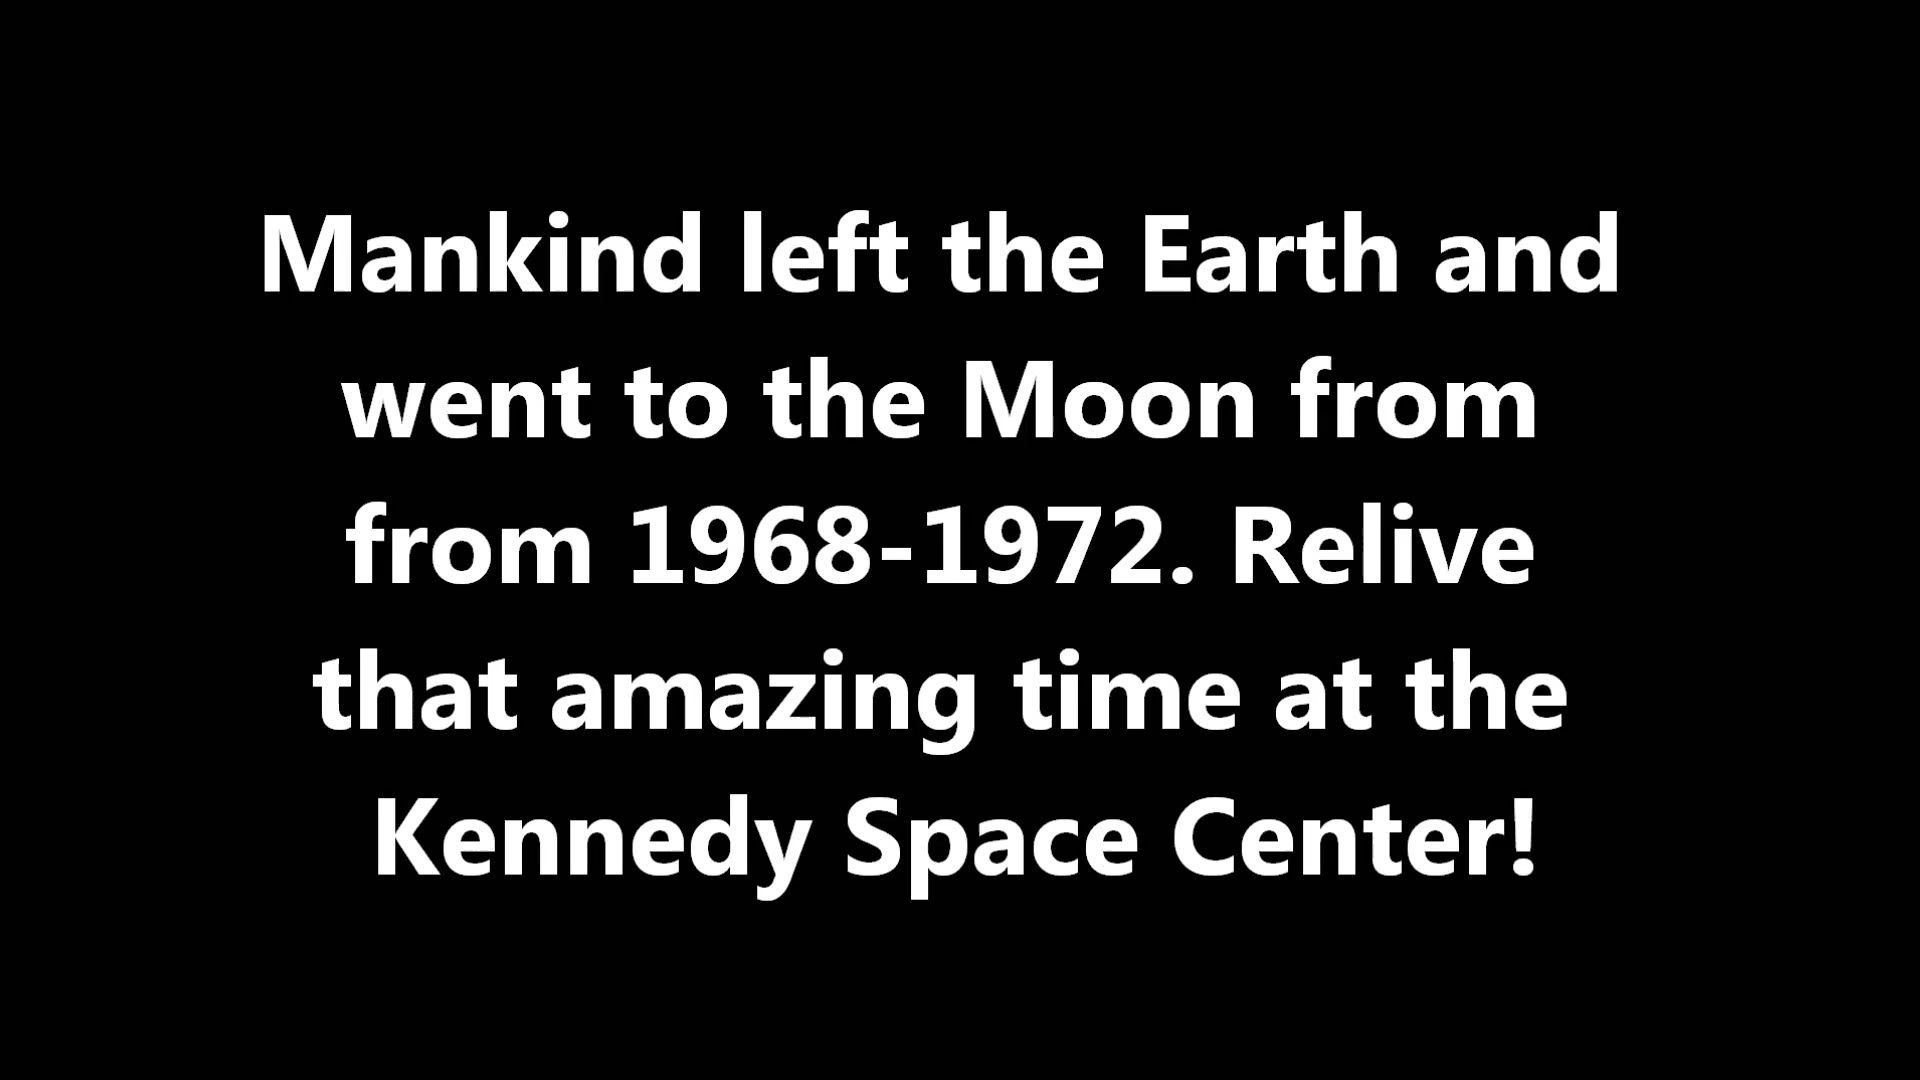 Mankind left the Earth and
went to the Moon from
from 1968-1972. Relive
that amazing time at the
Kennedy Space Center!